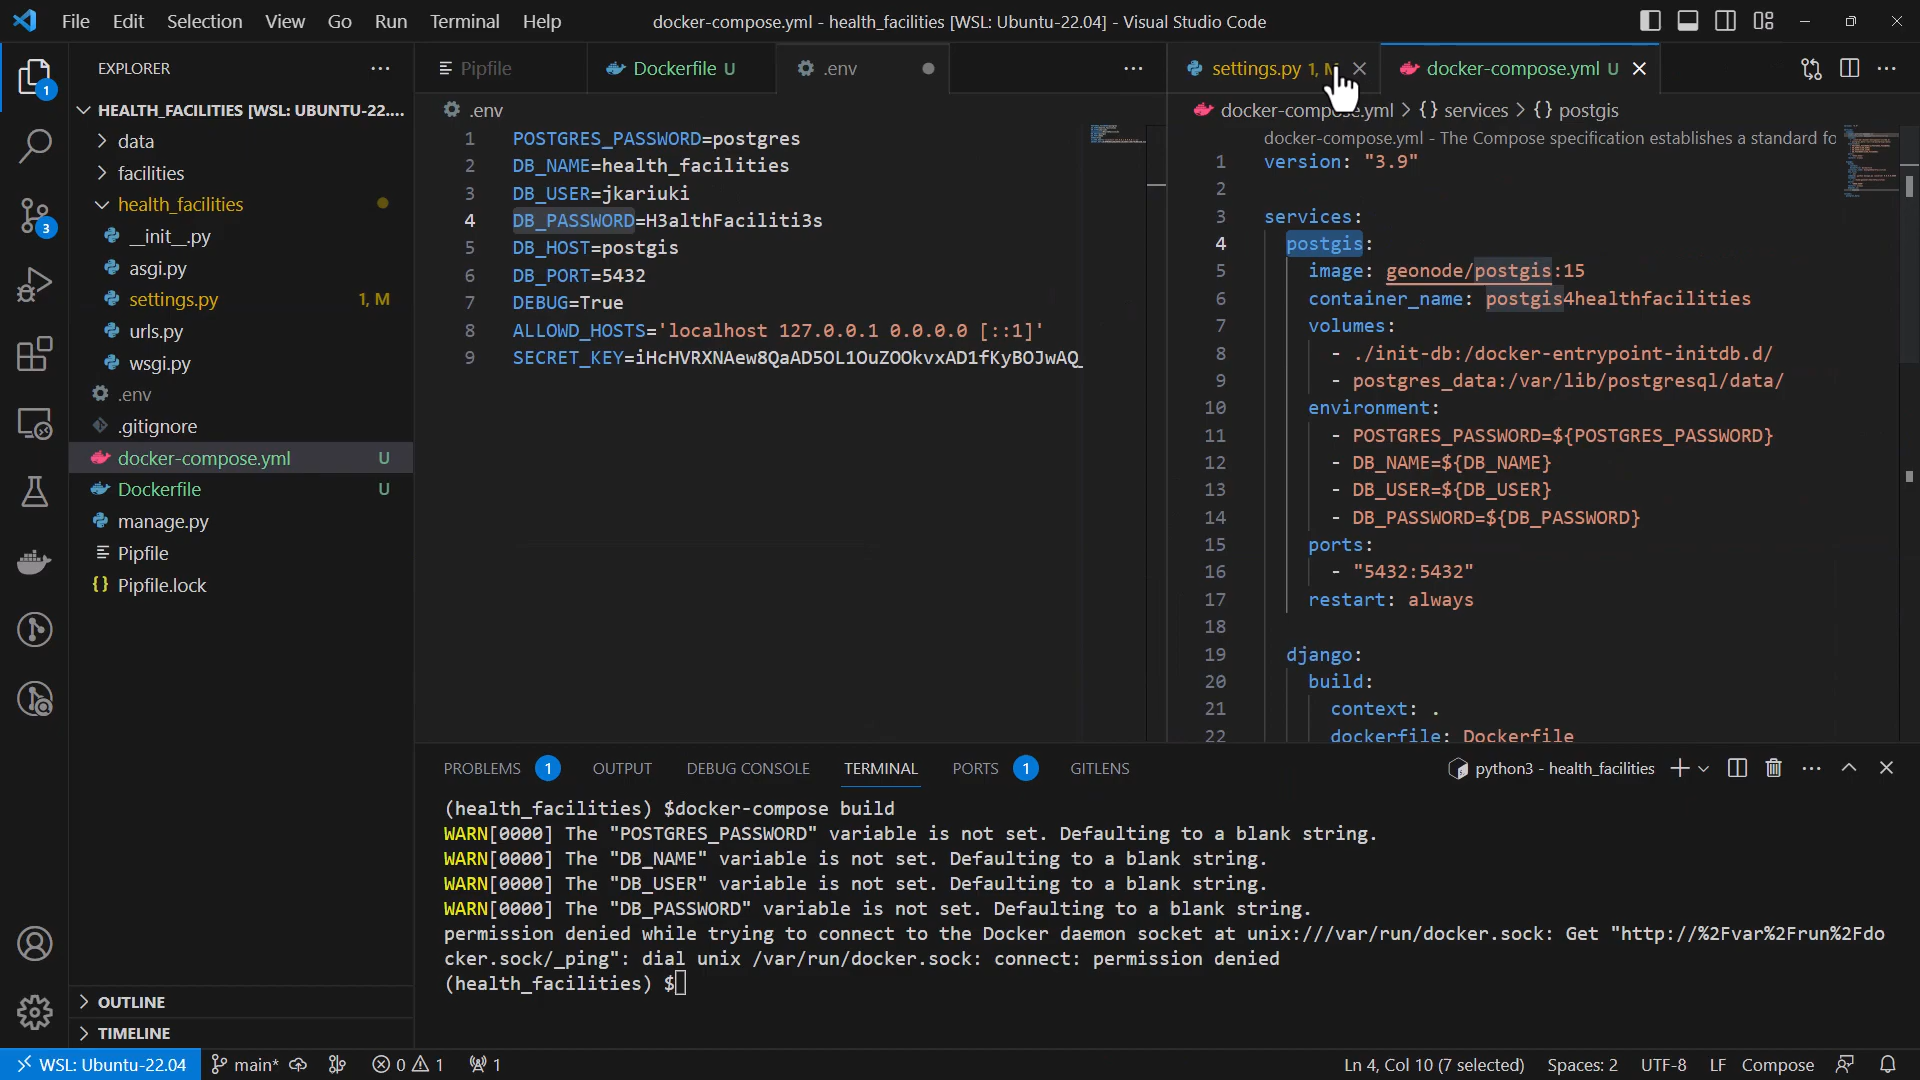 File Edit Selection View Go Run Terminal Help
docker-compose.yml - health_facilities [WSL: Ubuntu-22.04] - Visual Studio Code
EXPLORER
HEALTH_FACILITIES [WSL: UBUNTU-22....
data
facilities
health_facilities
__init__.py
asgi.py
settings.py 1, M
urls.py
wsgi.py
.env
.gitignore
docker-compose.yml U
Dockerfile U
manage.py
Pipfile
Pipfile.lock
OUTLINE
TIMELINE
1
3
Pipfile
Dockerfile U
.env
.env
1 POSTGRES_PASSWORD=postgres
2 DB_NAME=health_facilities
3 DB_USER=jkariuki
4 DB_PASSWORD=H3althFaciliti3s
5 DB_HOST=postgis
6 DB_PORT=5432
7 DEBUG=True
8 ALLOWD_HOSTS='localhost 127.0.0.1 0.0.0.0 [::1]'
9 SECRET_KEY=iHcHVRXNAew8QaAD5OL1OuZOOkvxAD1fKyBOJwAQ_
settings.py 1, M
docker-compose.yml U
docker-compose.yml > {} services > {} postgis
docker-compose.yml - The Compose specification establishes a standard fo
1 version: "3.9"
2
3 services:
4 postgis:
5 image: geonode/postgis:15
6 container_name: postgis4healthfacilities
7 volumes:
8 - ./init-db:/docker-entrypoint-initdb.d/
9 - postgres_data:/var/lib/postgresql/data/
10 environment:
11 - POSTGRES_PASSWORD=${POSTGRES_PASSWORD}
12 - DB_NAME=${DB_NAME}
13 - DB_USER=${DB_USER}
14 - DB_PASSWORD=${DB_PASSWORD}
15 ports:
16 - "5432:5432"
17 restart: always
18
19 django:
20 build:
21 context: .
22 dockerfile: Dockerfile
PROBLEMS 1 OUTPUT DEBUG CONSOLE TERMINAL PORTS 1 GITLENS
python3 - health_facilities
(health_facilities) $docker-compose build
WARN[0000] The "POSTGRES_PASSWORD" variable is not set. Defaulting to a blank string.
WARN[0000] The "DB_NAME" variable is not set. Defaulting to a blank string.
WARN[0000] The "DB_USER" variable is not set. Defaulting to a blank string.
WARN[0000] The "DB_PASSWORD" variable is not set. Defaulting to a blank string.
permission denied while trying to connect to the Docker daemon socket at unix:///var/run/docker.sock: Get "http://%2Fvar%2Frun%2Fdo
cker.sock/_ping": dial unix /var/run/docker.sock: connect: permission denied
(health_facilities) $
WSL: Ubuntu-22.04 main* 0 1 1
Ln 4, Col 10 (7 selected) Spaces: 2 UTF-8 LF Compose